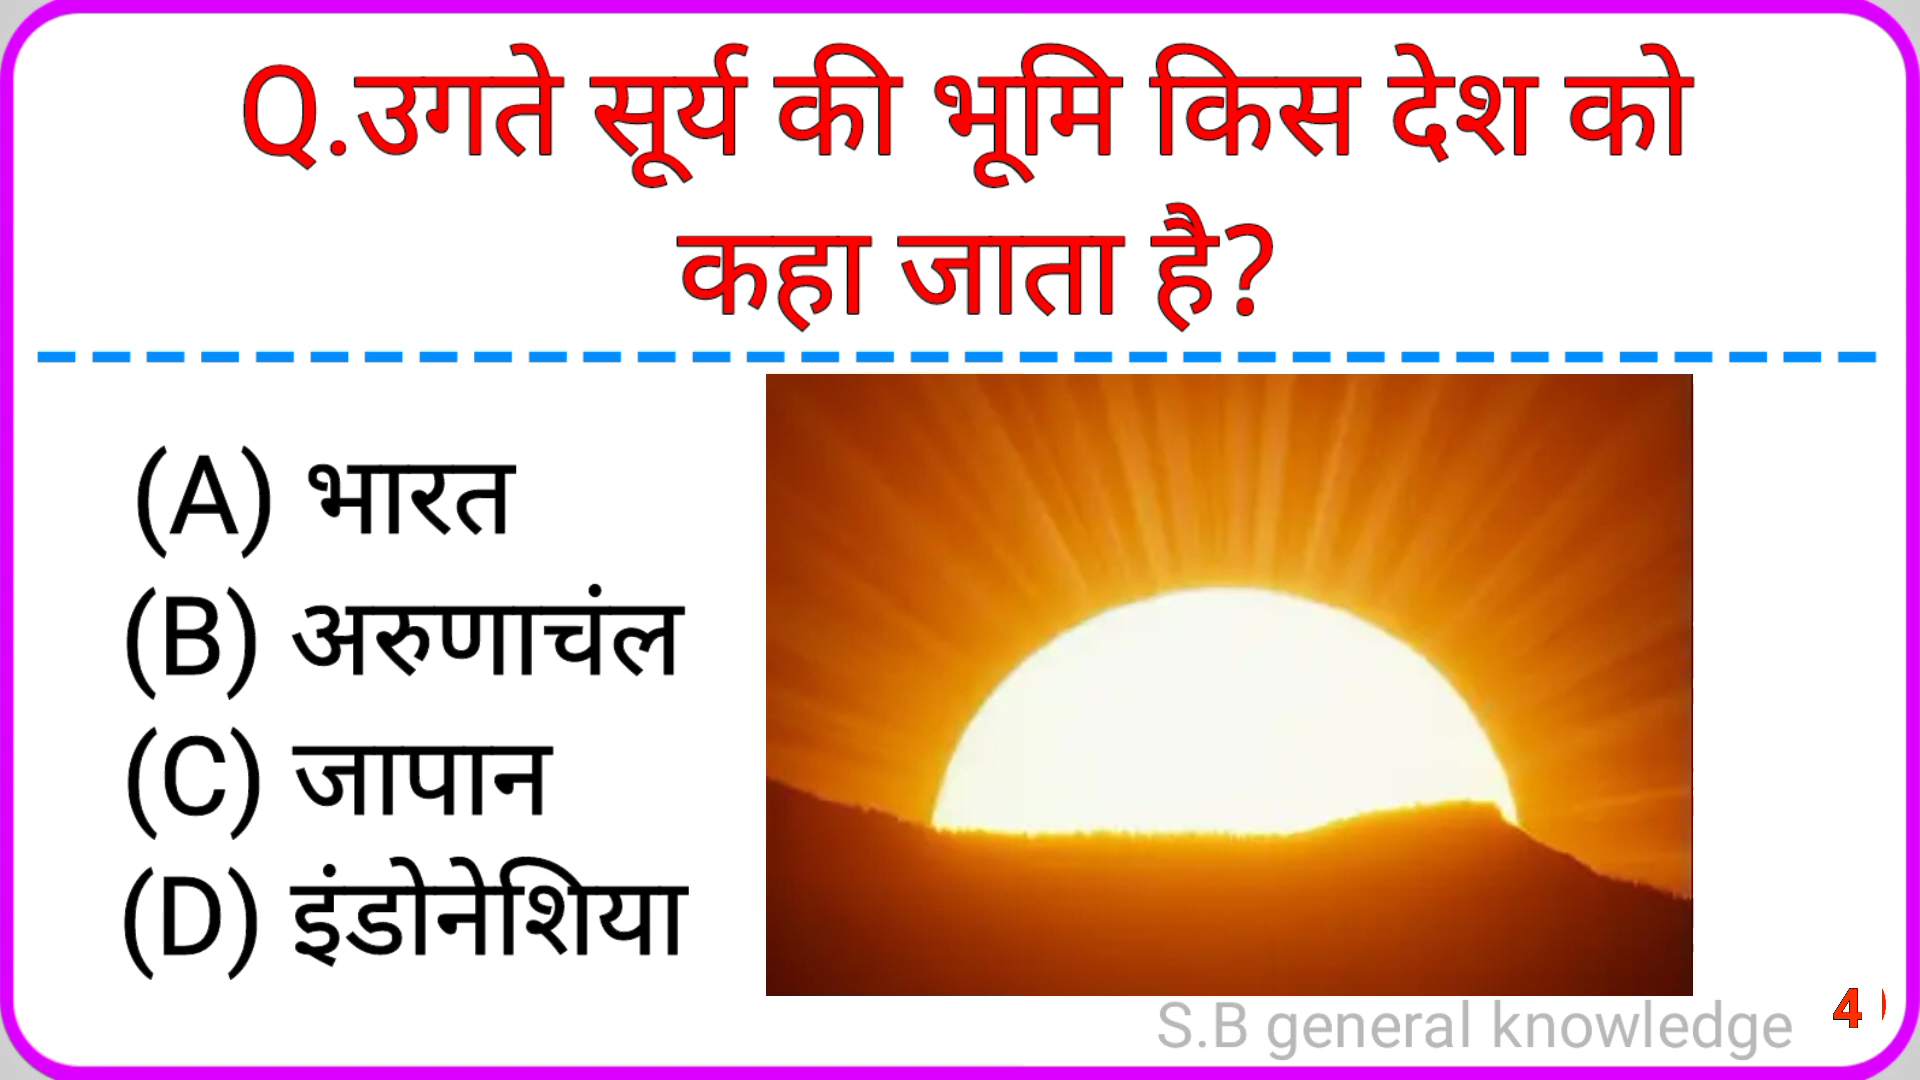 Q.उगते सूर्य की भूमि किस देश को
कहा जाता है?
(A) भारत
(B) अरुणाचंल
(C) जापान
(D) इंडोनेशिया
S.B general knowledge
4